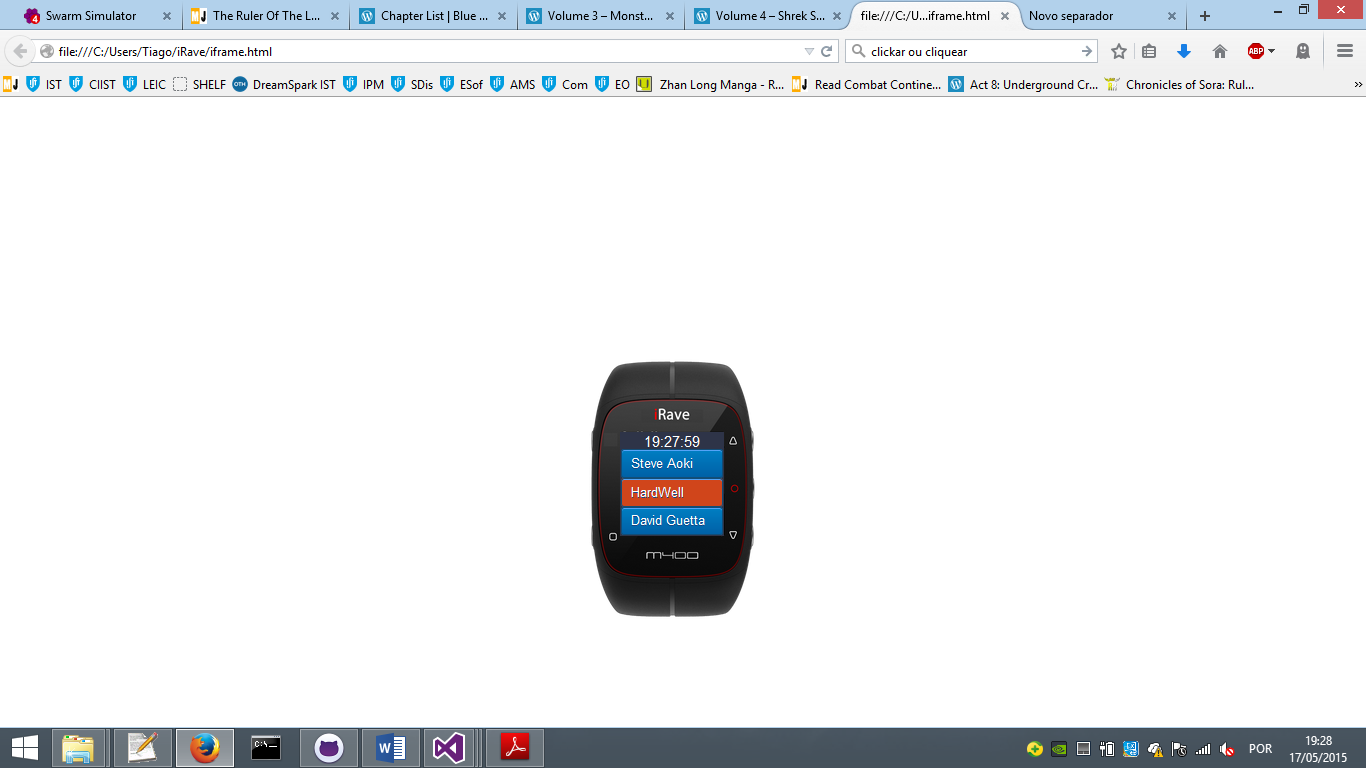 Swarm Simulator
The Ruler Of The L...
Chapter List | Blue ...
Volume 3 – Monst...
Volume 4 – Shrek S...
file:///C:/U...iframe.html
Novo separador
file:///C:/Users/Tiago/iRave/iframe.html
clickar ou cliquear
ABP
IST
CIIST
LEIC
SHELF
DreamSpark IST
IPM
SDis
ESof
AMS
Com
EO
Zhan Long Manga - R...
Read Combat Contine...
Act 8: Underground Cr...
Chronicles of Sora: Rul...
iRave
19:27:59
Steve Aoki
HardWell
David Guetta
M400
POR
19:28
17/05/2015